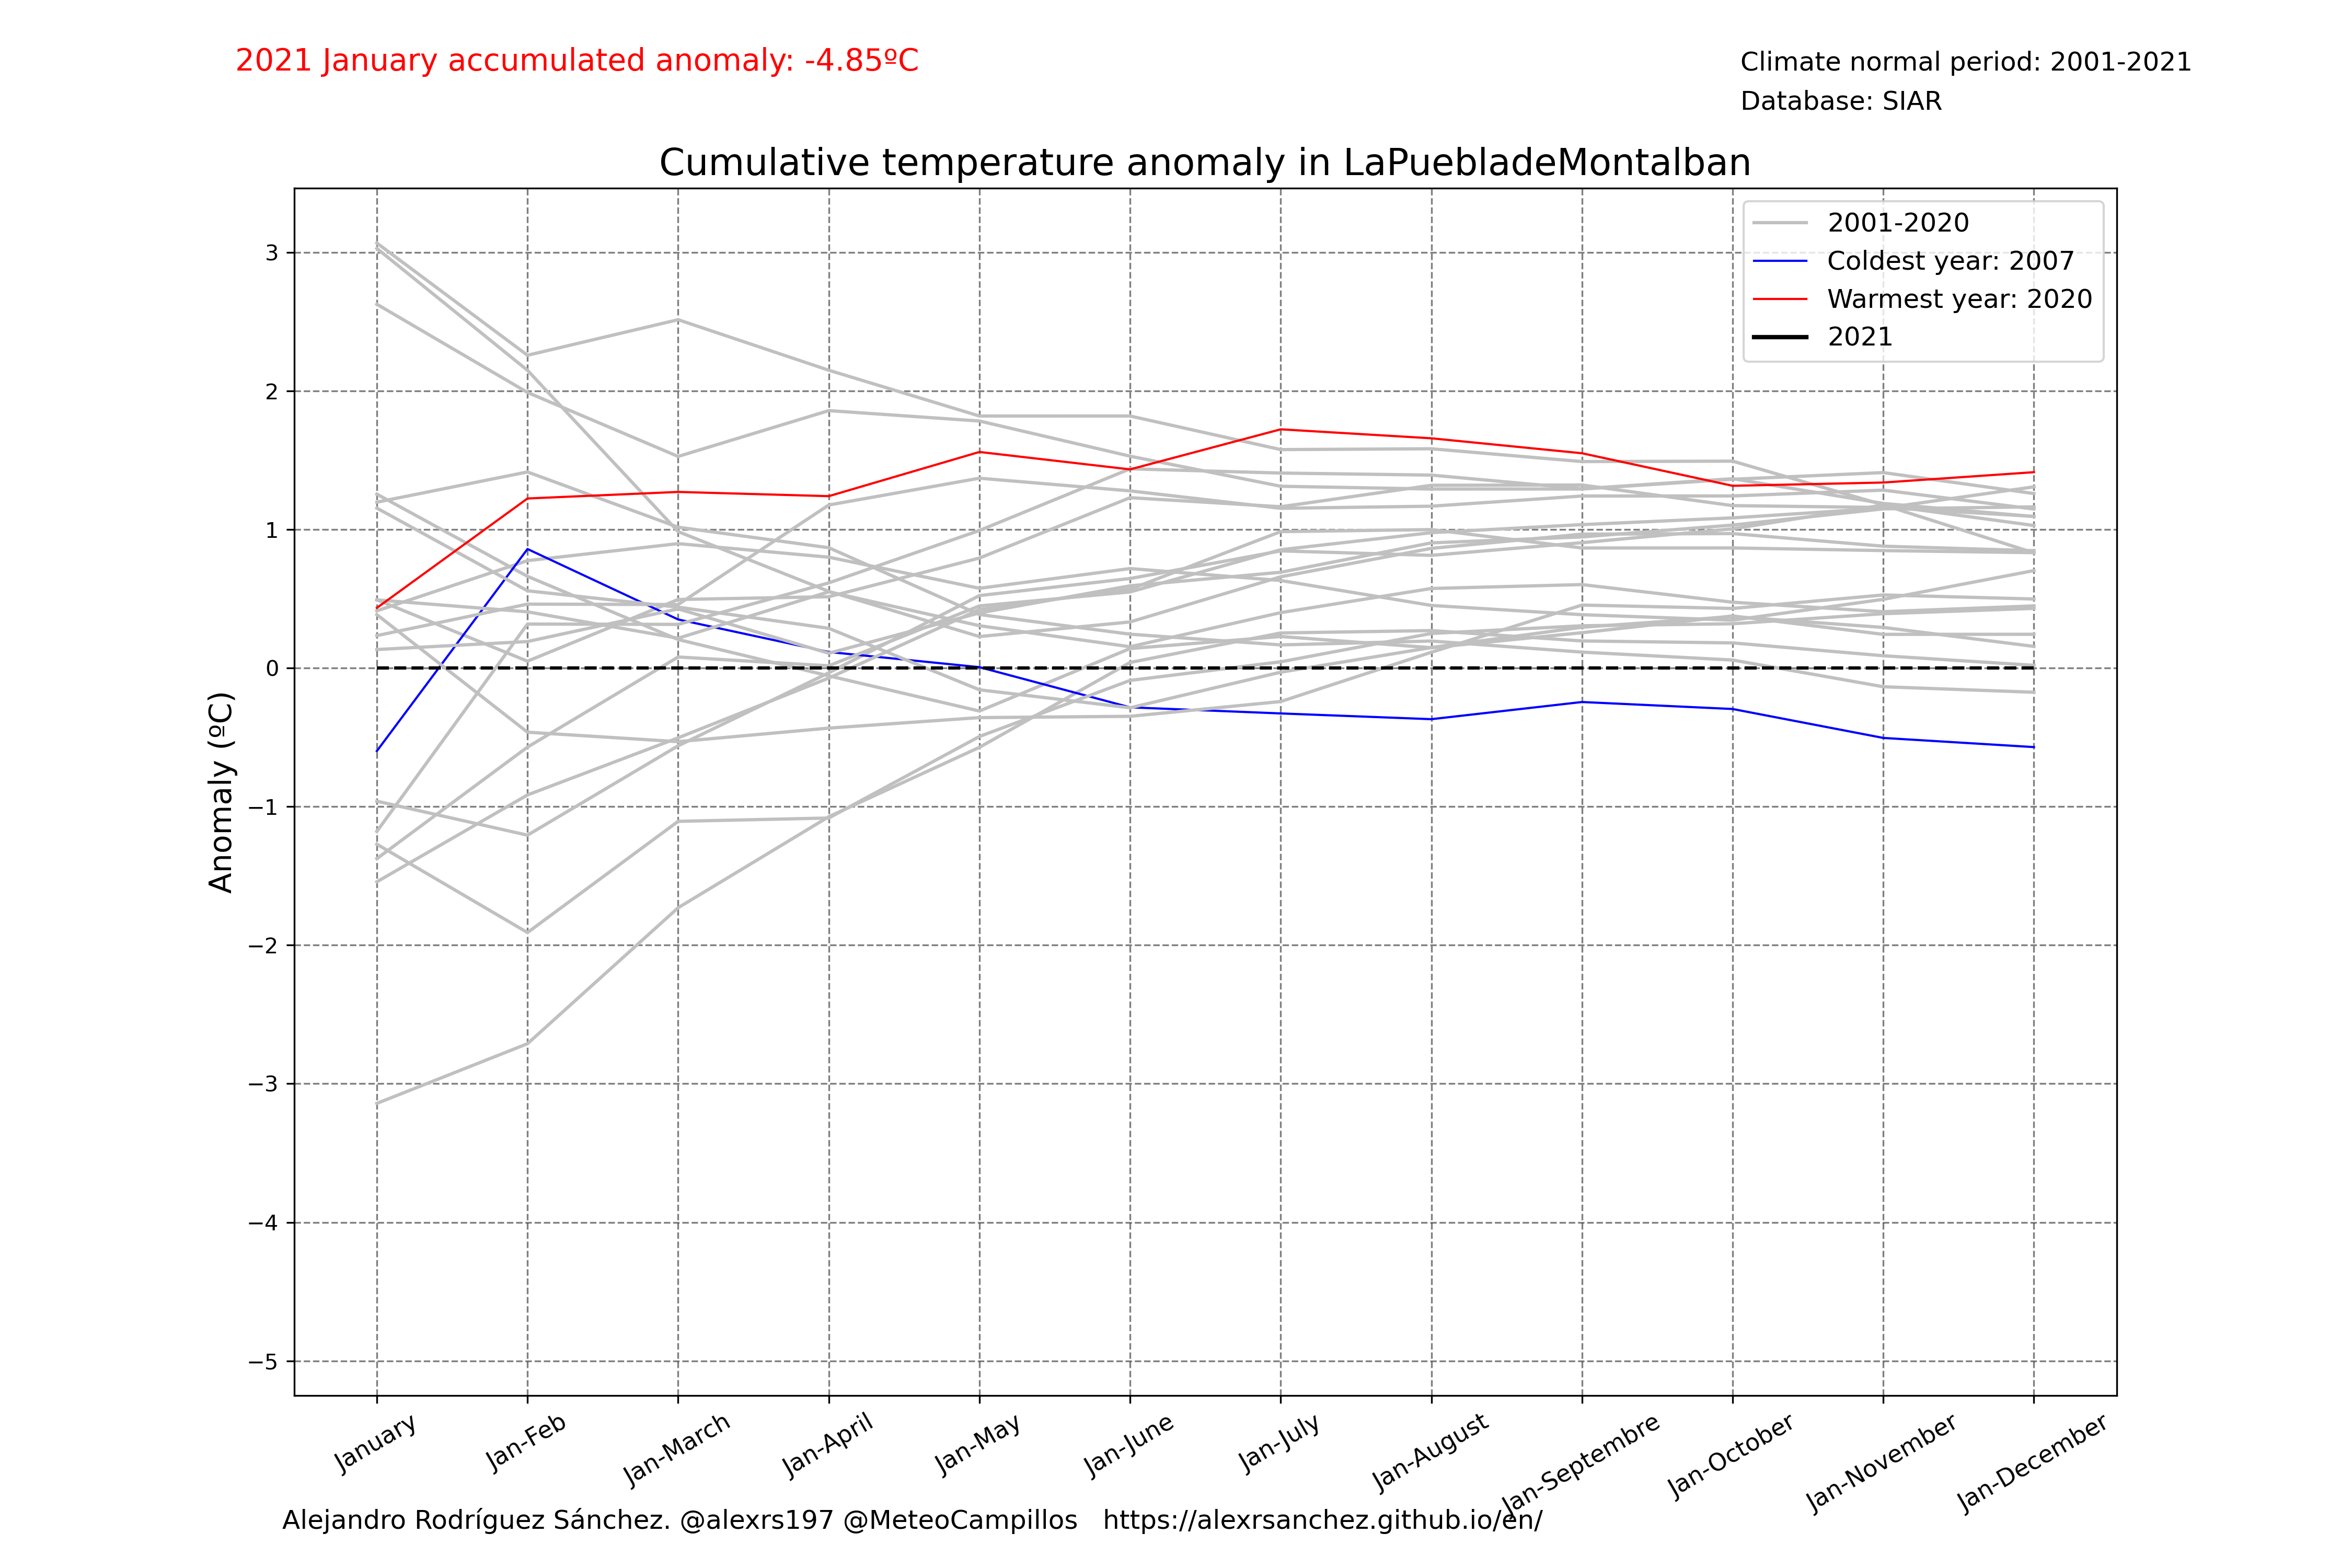 2021 January accumulated anomaly: -4.85ºC
Climate normal period: 2001-2021
Database: SIAR
Cumulative temperature anomaly in LaPuebladeMontalban
2001-2020
Coldest year: 2007
Warmest year: 2020
2021
Anomaly (ºC)
3
2
1
0
−1
−2
−3
−4
−5
January
Jan-Feb
Jan-March
Jan-April
Jan-May
Jan-June
Jan-July
Jan-August
Jan-Septembre
Jan-October
Jan-November
Jan-December
Alejandro Rodríguez Sánchez. @alexrs197 @MeteoCampillos https://alexrsanchez.github.io/en/